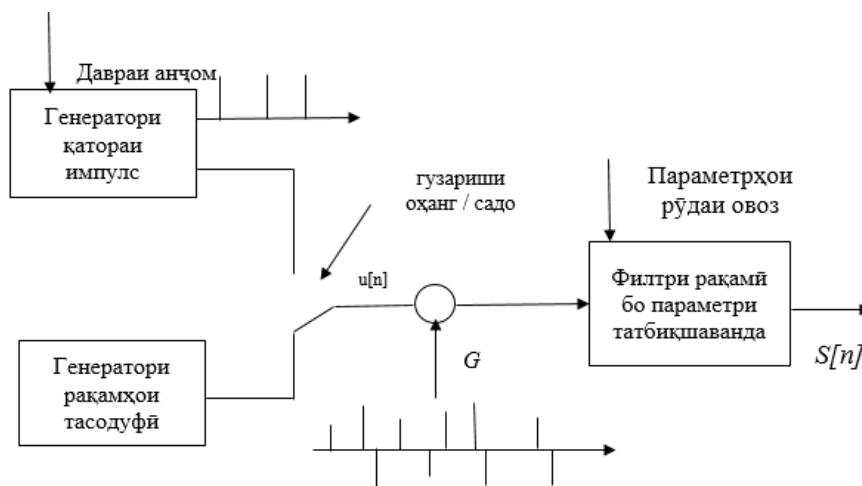 Давраи анҷом
Генератори
қатораи
импулс
гузариши
оҳанг / садо
Параметрҳои
рӯдаи овоз
u[n]
Филтри рақамӣ
бо параметри
татбиқшаванда
G
S[n]
Генератори
рақамҳои
тасодуфӣ